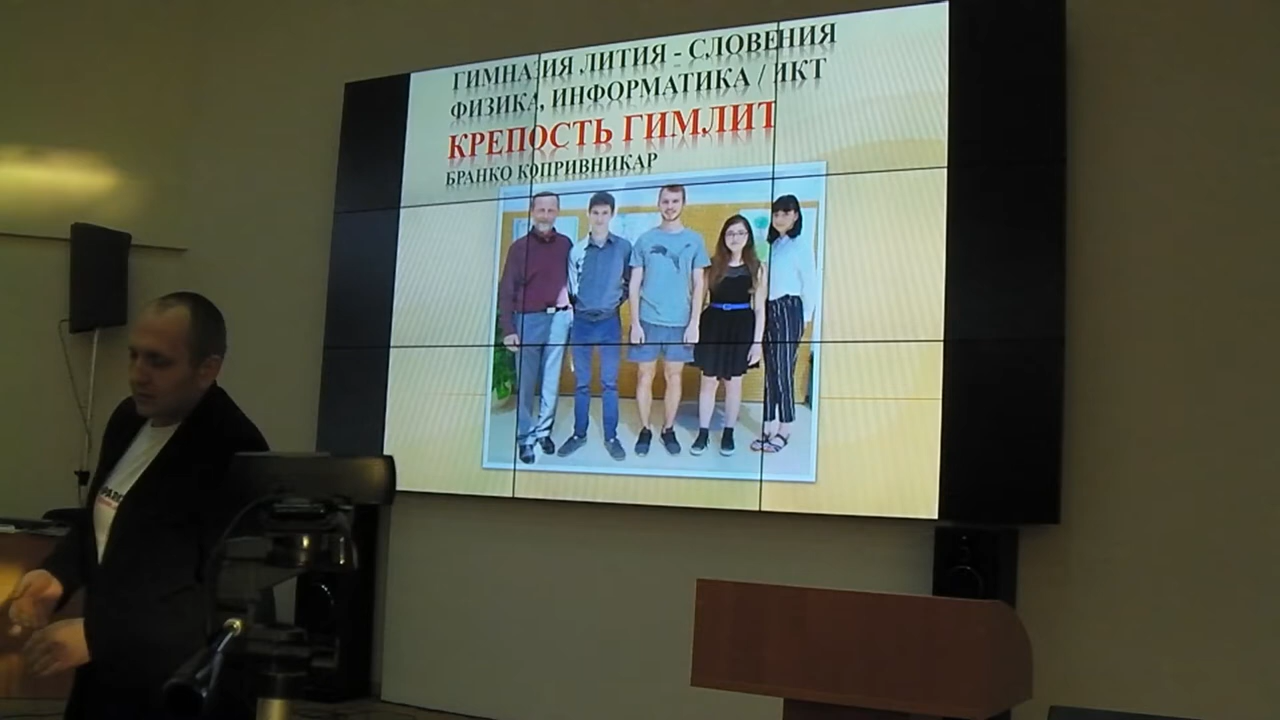 ГИМНАЗИЯ ЛИТИЯ - СЛОВЕНИЯ
ФИЗИКА, ИНФОРМАТИКА / ИКТ
КРЕПОСТЬ ГИМЛИТ
БРАНКО КОПРИВНИКАР